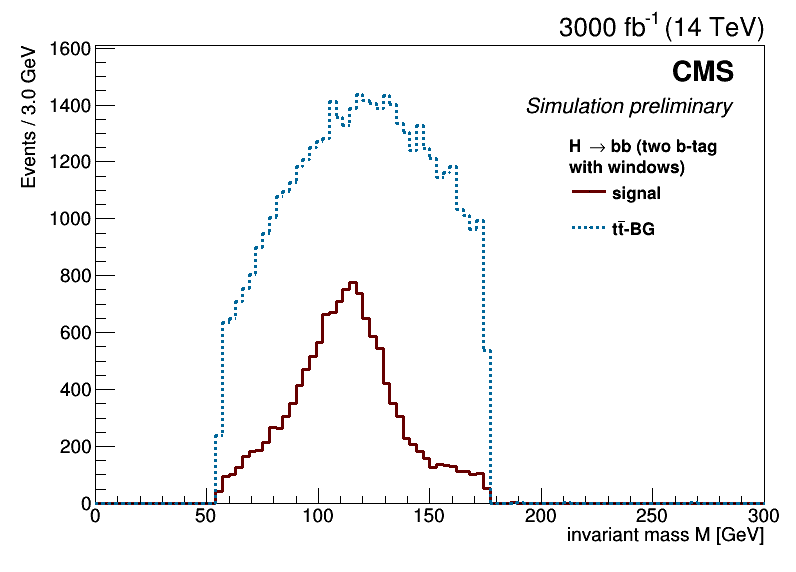 3000 fb⁻¹ (14 TeV)
Events / 3.0 GeV
1600
1400
1200
1000
800
600
400
200
0
CMS
Simulation preliminary
H → bb (two b-tag
with windows)
signal
tt̄-BG
0 50 100 150 200 250 300
invariant mass M [GeV]